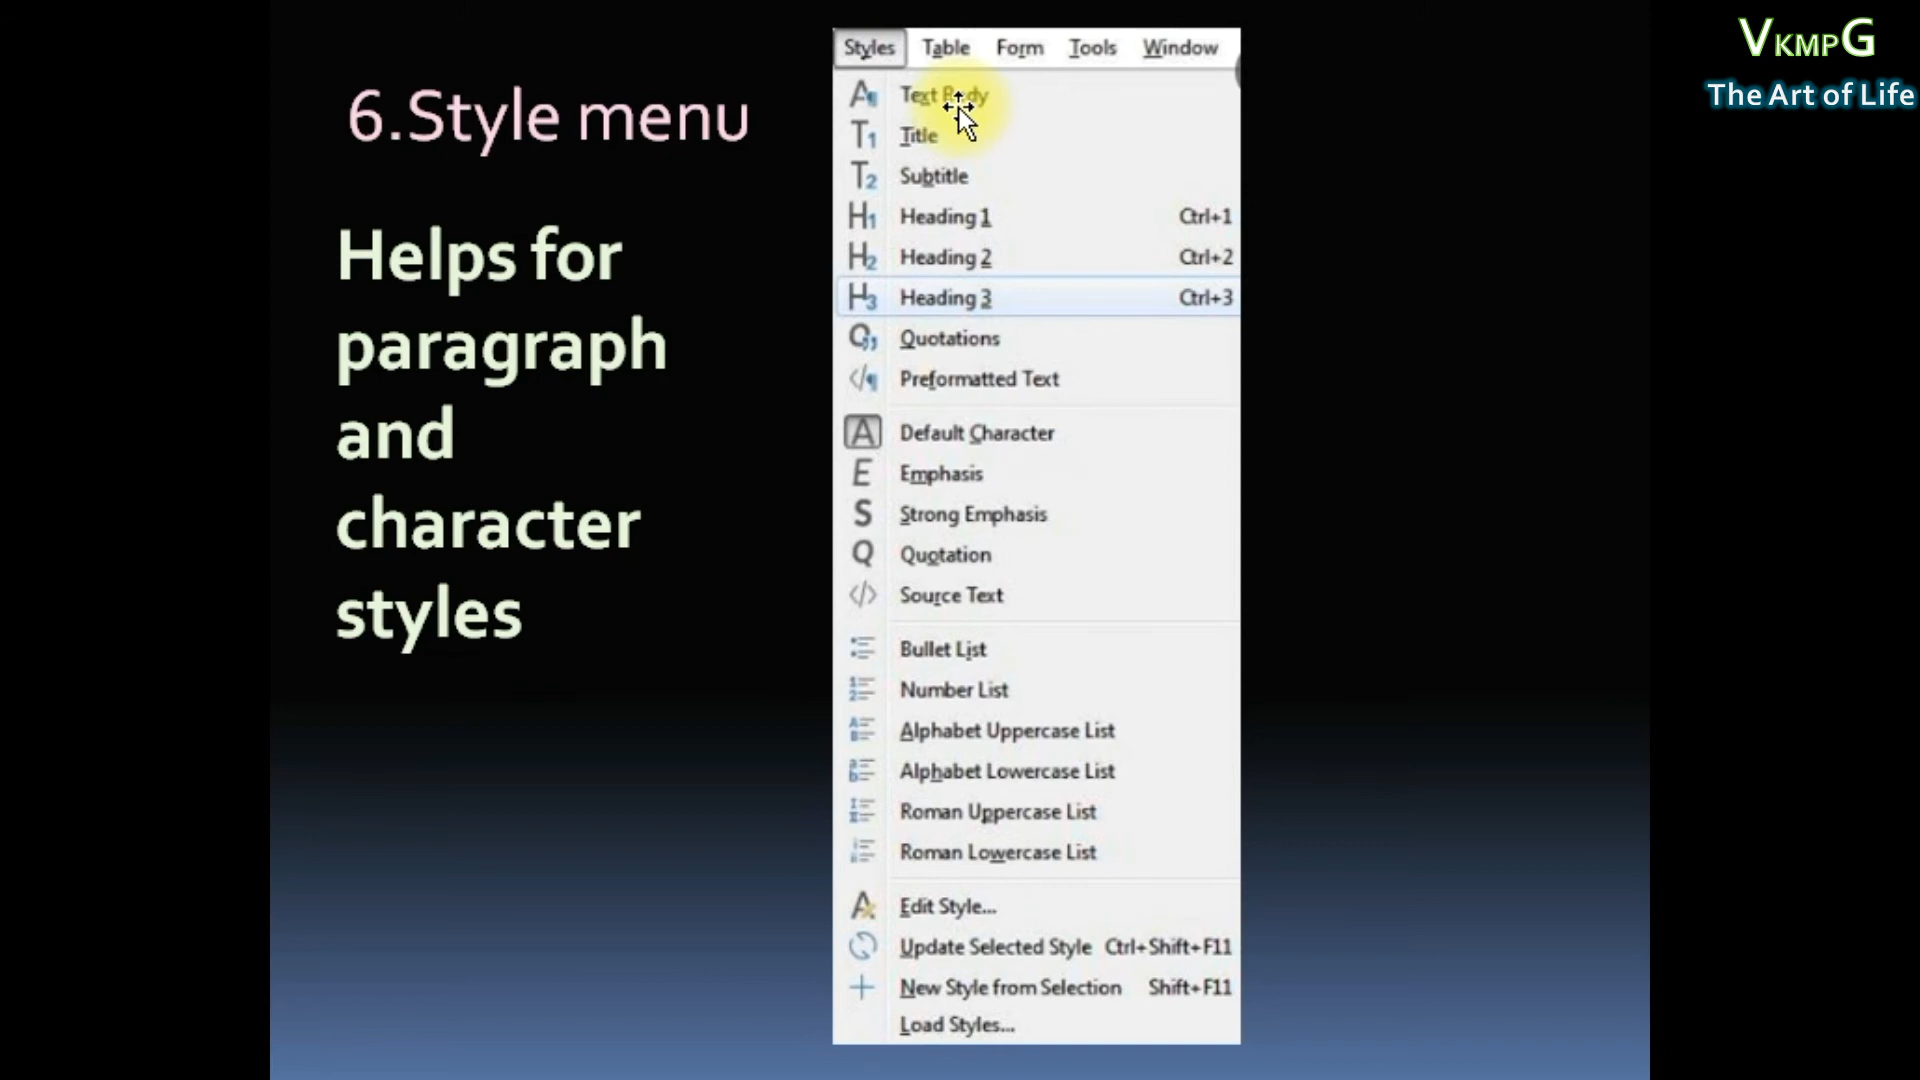 VKMPG
The Art of Life
6.Style menu
Helps for
paragraph
and
character
styles
Styles Table Form Tools Window
Text Body
Title
Subtitle
Heading 1 Ctrl+1
Heading 2 Ctrl+2
Heading 3 Ctrl+3
Quotations
Preformatted Text
Default Character
Emphasis
Strong Emphasis
Quotation
Source Text
Bullet List
Number List
Alphabet Uppercase List
Alphabet Lowercase List
Roman Uppercase List
Roman Lowercase List
Edit Style...
Update Selected Style Ctrl+Shift+F11
New Style from Selection Shift+F11
Load Styles...